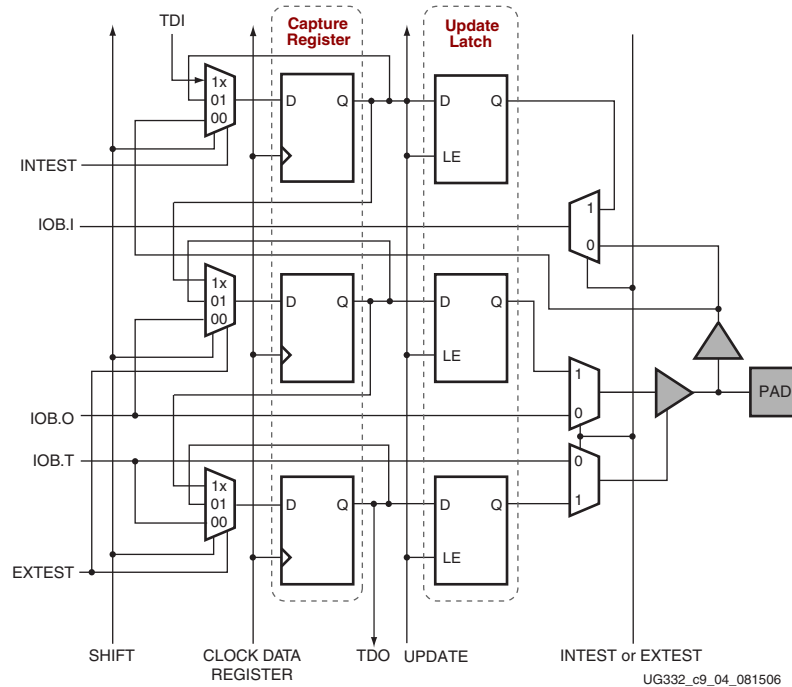 TDI
Capture
Register
Update
Latch
1x
01
00
D
Q
D
Q
LE
INTEST
IOB.I
1
0
1x
01
00
D
Q
D
Q
LE
1
0
PAD
IOB.O
IOB.T
0
1
1x
01
00
D
Q
D
Q
LE
EXTEST
SHIFT
CLOCK DATA
REGISTER
TDO
UPDATE
INTEST or EXTEST
UG332_c9_04_081506